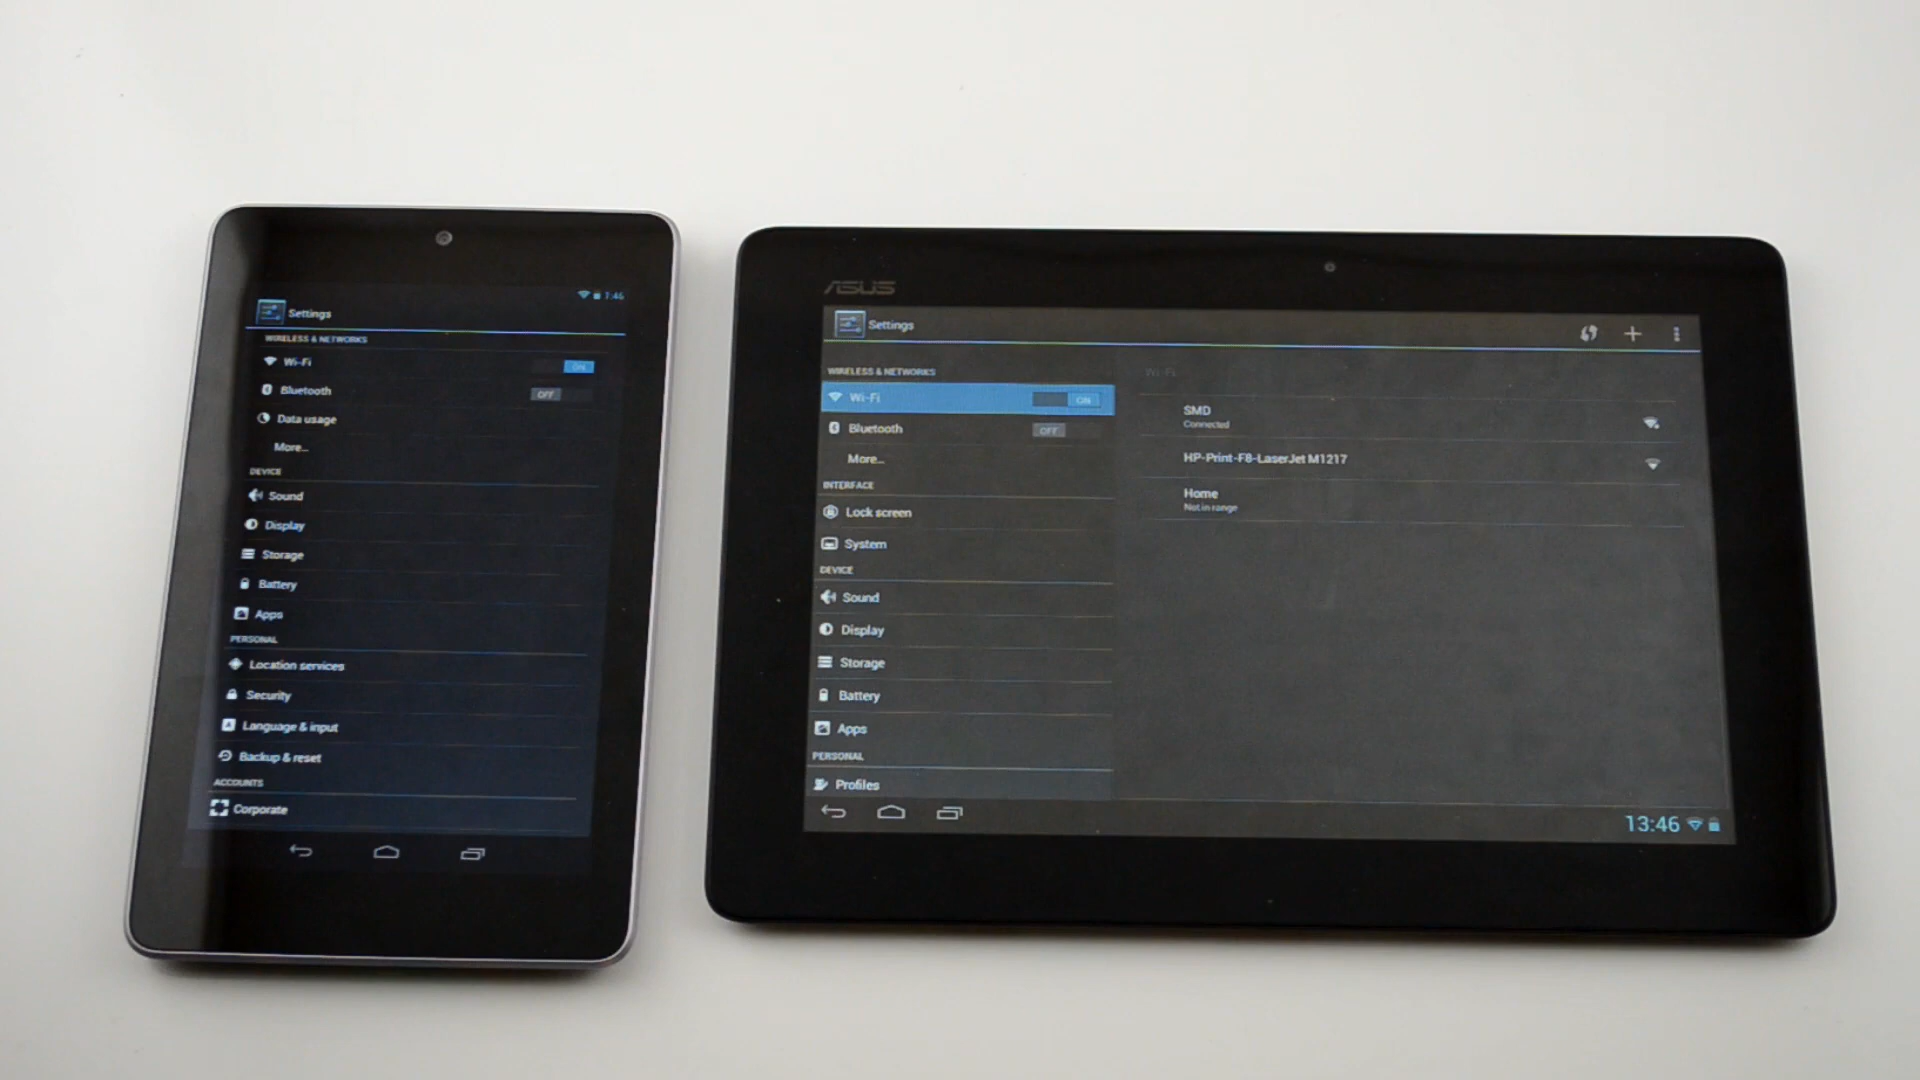 1:46
Settings
WIRELESS & NETWORKS
Wi-Fi
ON
Bluetooth
OFF
Data usage
More...
DEVICE
Sound
Display
Storage
Battery
Apps
PERSONAL
Location services
Security
Language & input
Backup & reset
ACCOUNTS
Corporate
ASUS
Settings
WIRELESS & NETWORKS
Wi-Fi
ON
Bluetooth
OFF
More...
INTERFACE
Lock screen
System
DEVICE
Sound
Display
Storage
Battery
Apps
PERSONAL
Profiles
Wi-Fi
SMD
Connected
HP-Print-F8-LaserJet M1217
Home
Not in range
13:46